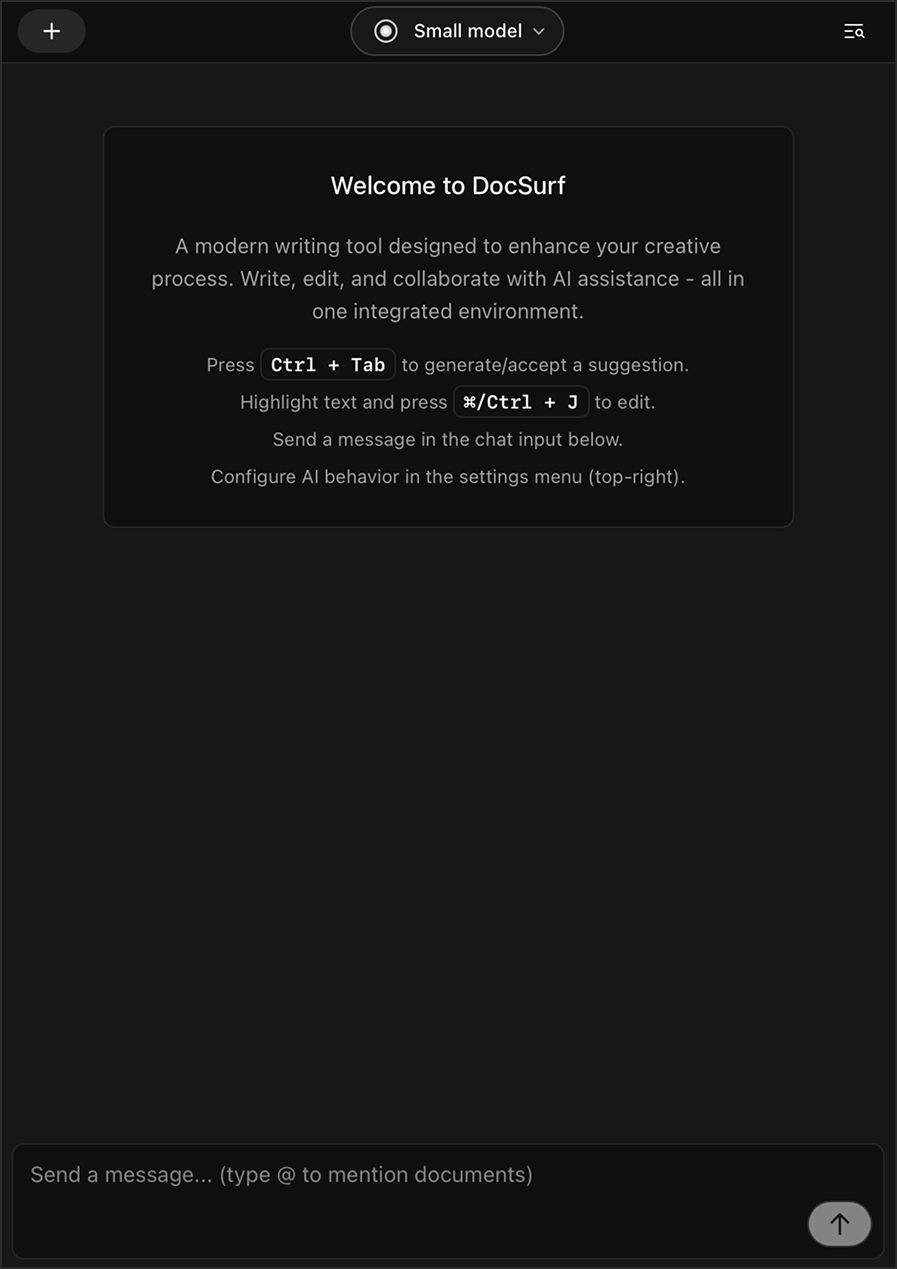 Small model
Welcome to DocSurf
A modern writing tool designed to enhance your creative
process. Write, edit, and collaborate with AI assistance - all in
one integrated environment.
Press Ctrl + Tab to generate/accept a suggestion.
Highlight text and press ⌘/Ctrl + J to edit.
Send a message in the chat input below.
Configure AI behavior in the settings menu (top-right).
Send a message... (type @ to mention documents)